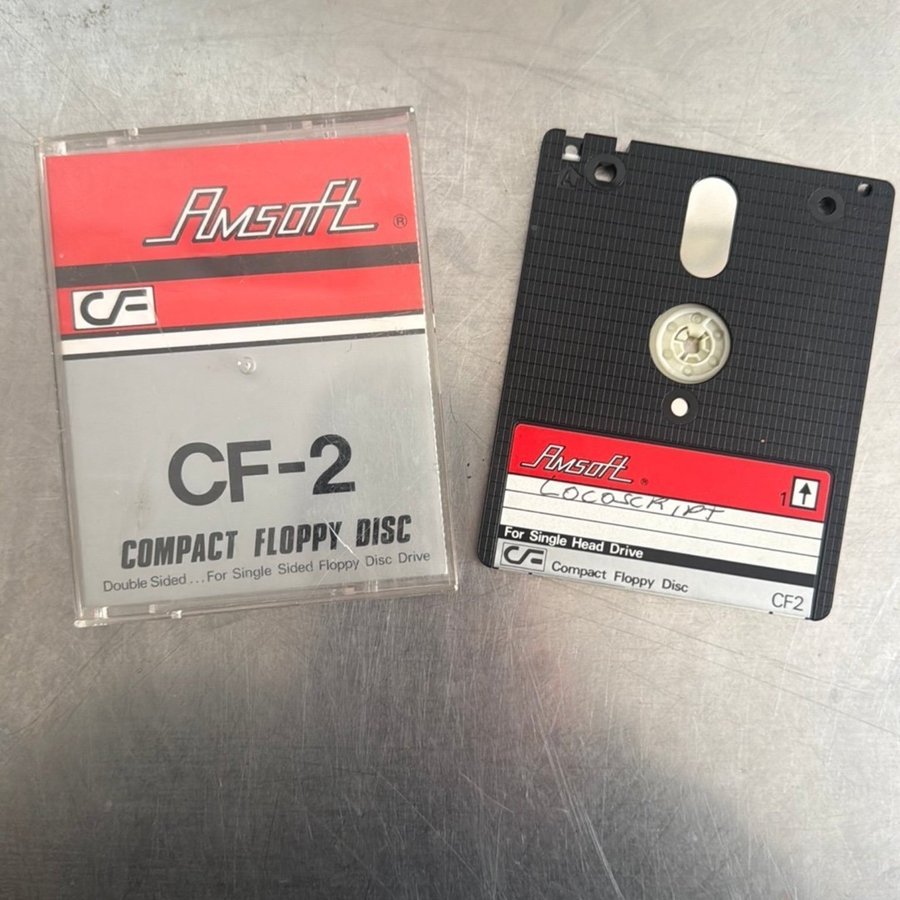 Amsoft ®
CF
CF-2
COMPACT FLOPPY DISC
Double Sided ... For Single Sided Floppy Disc Drive
Amsoft ®
1
LOCOSCRIPT
For Single Head Drive
CF Compact Floppy Disc
CF2